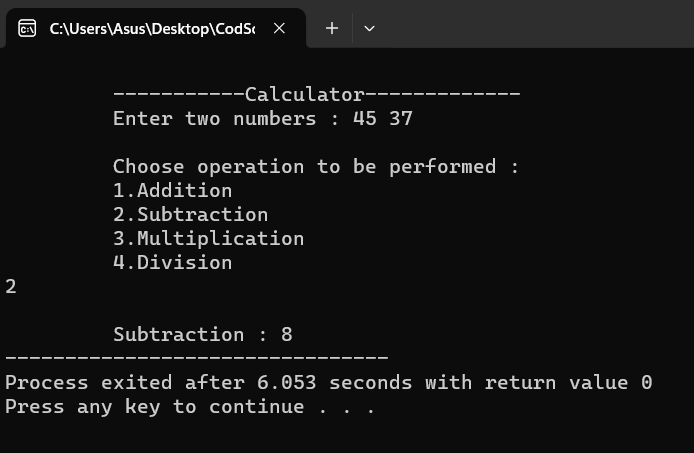 C:\Users\Asus\Desktop\CodSo
-----------Calculator-------------
Enter two numbers : 45 37
Choose operation to be performed :
1.Addition
2.Subtraction
3.Multiplication
4.Division
2
Subtraction : 8
--------------------------------
Process exited after 6.053 seconds with return value 0
Press any key to continue . . .